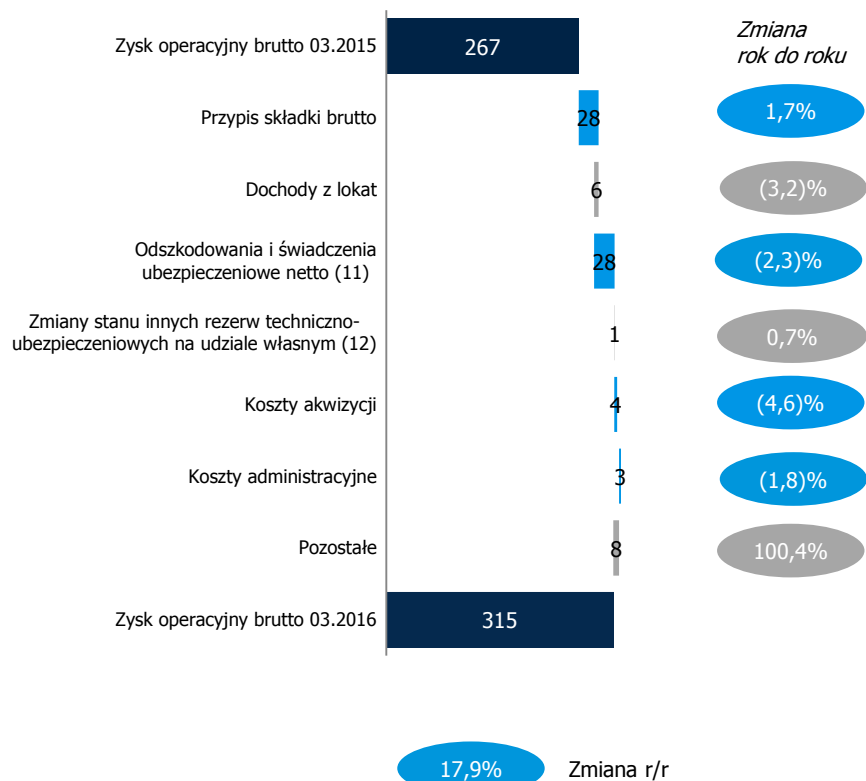 Zmiana
rok do roku
Zysk operacyjny brutto 03.2015
267
Przypis składki brutto
28
1,7%
Dochody z lokat
6
(3,2)%
Odszkodowania i świadczenia
ubezpieczeniowe netto (11)
28
(2,3)%
Zmiany stanu innych rezerw techniczno-
ubezpieczeniowych na udziale własnym (12)
1
0,7%
Koszty akwizycji
4
(4,6)%
Koszty administracyjne
3
(1,8)%
Pozostałe
8
100,4%
Zysk operacyjny brutto 03.2016
315
17,9%
Zmiana r/r